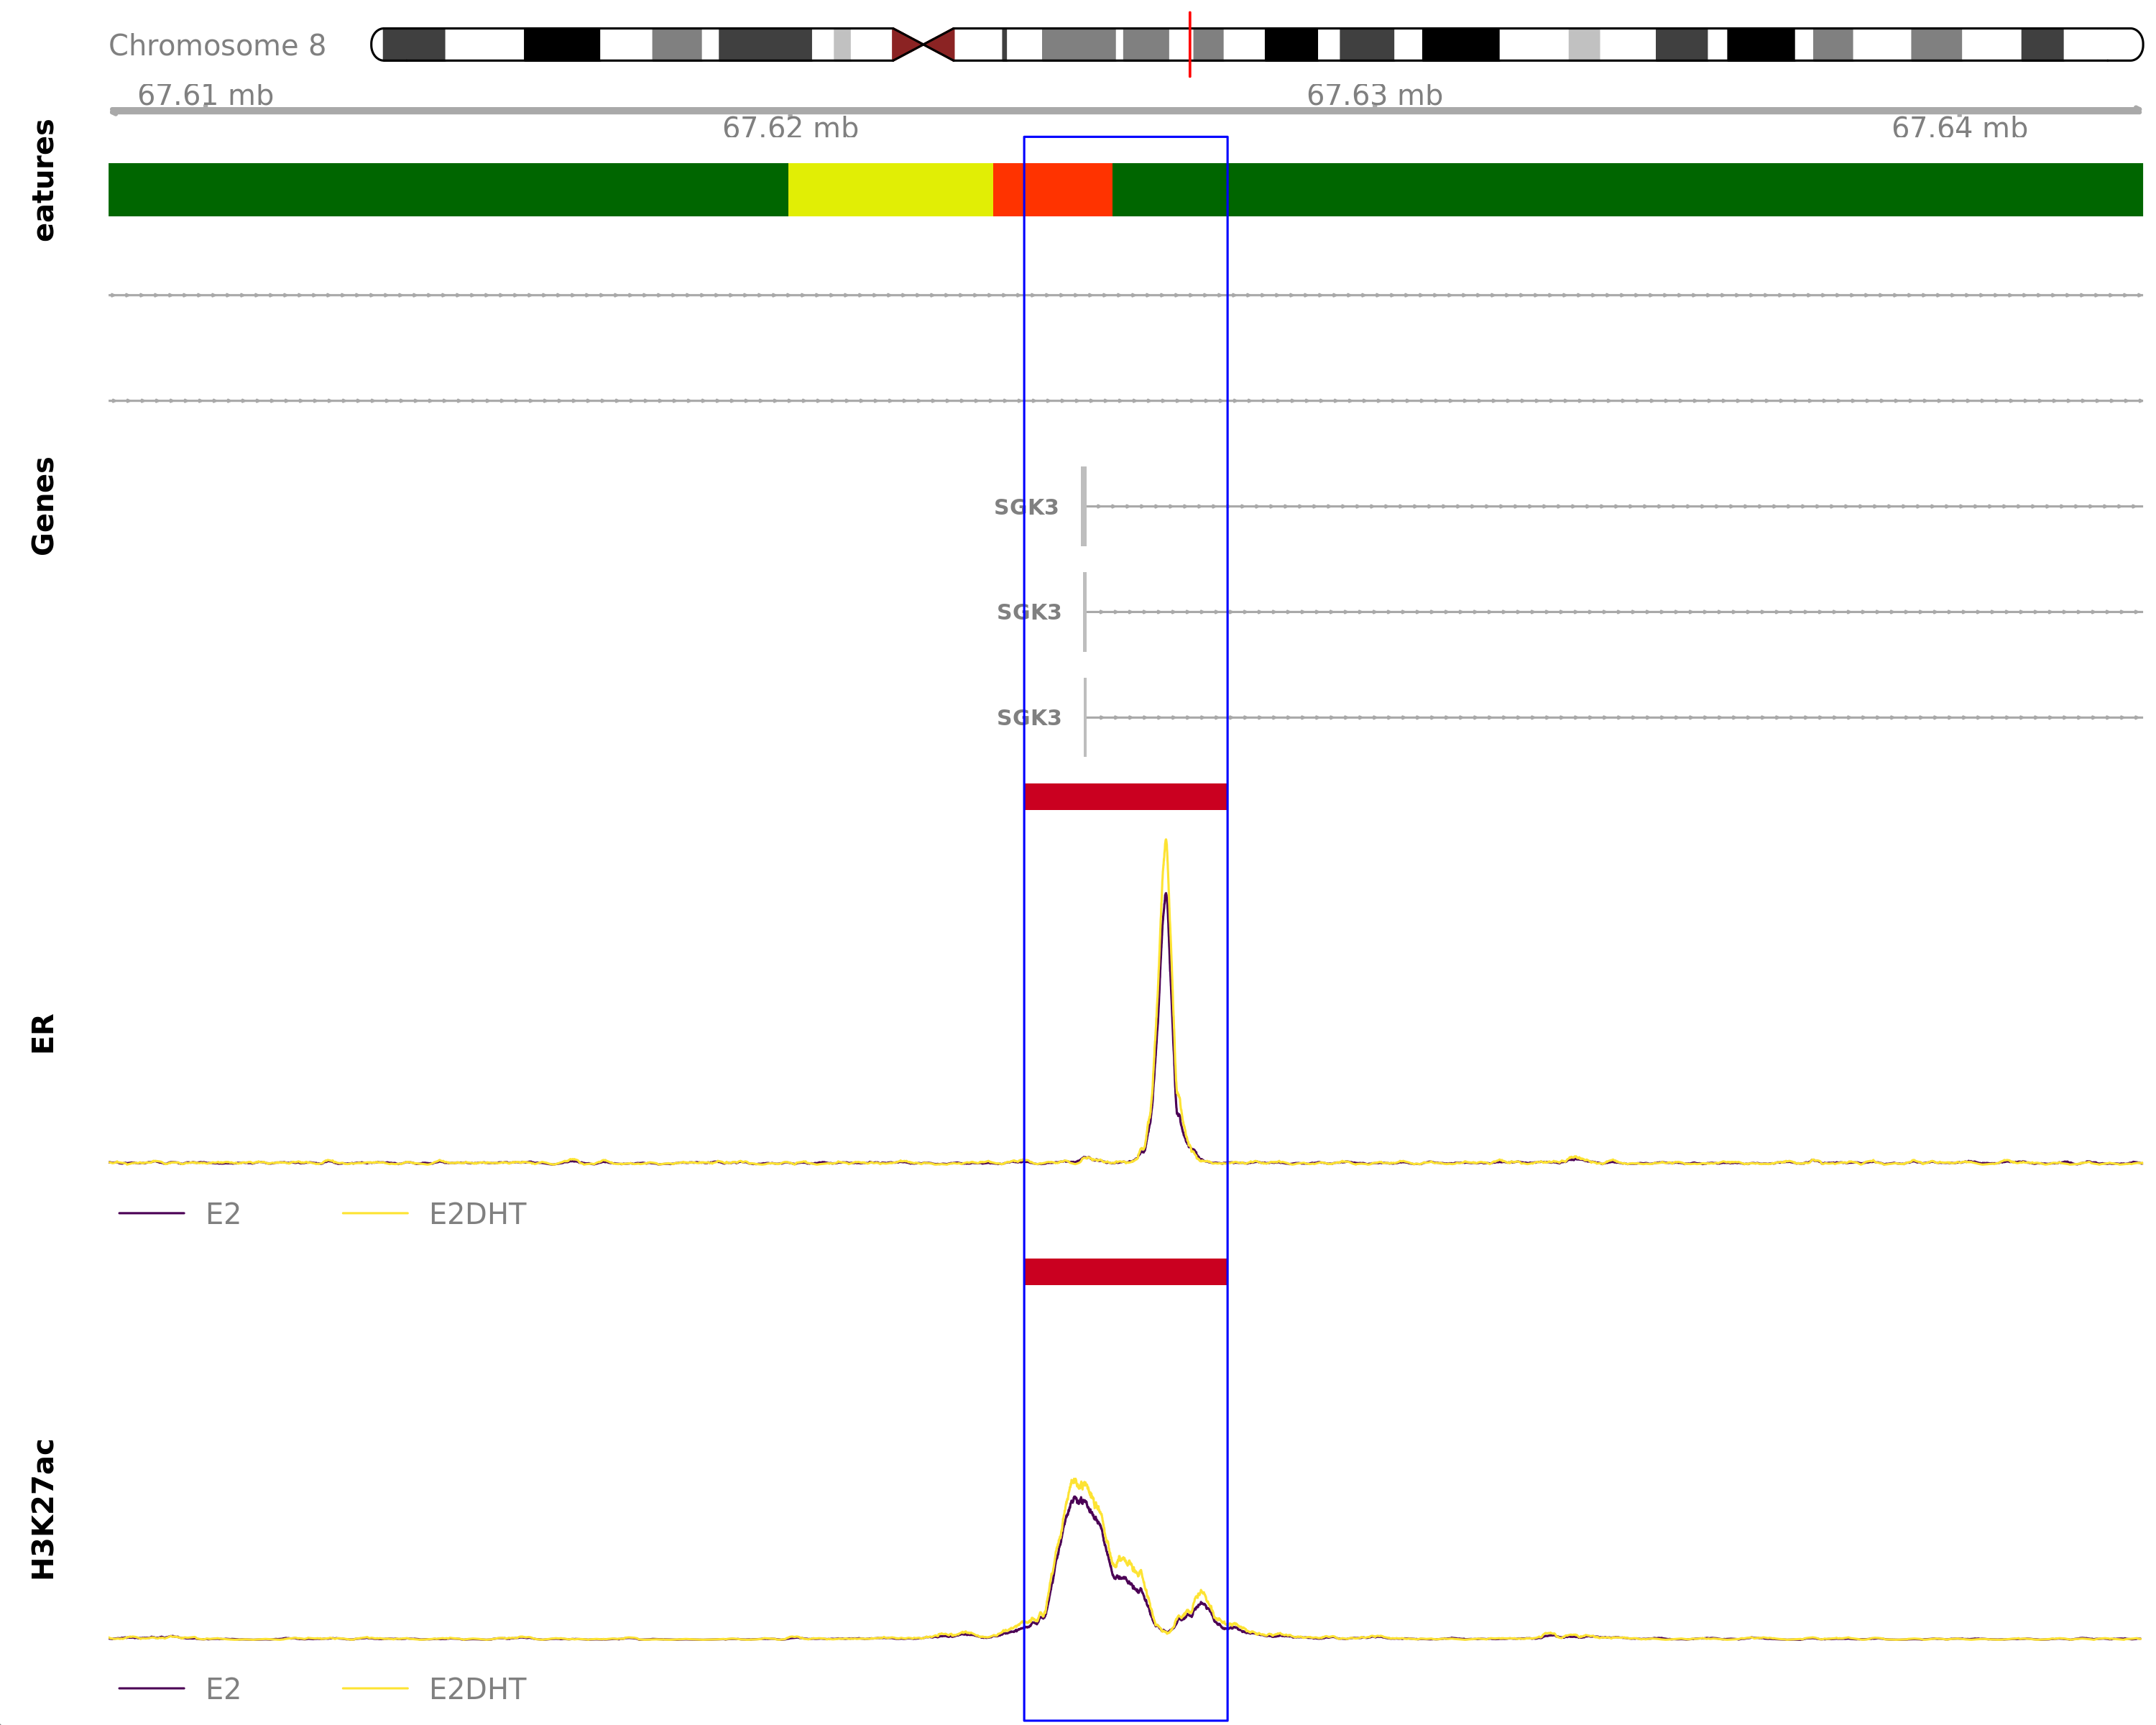 Chromosome 8
67.61 mb
67.63 mb
67.62 mb
67.64 mb
eatures
Genes
SGK3
SGK3
SGK3
ER
E2
E2DHT
H3K27ac
E2
E2DHT